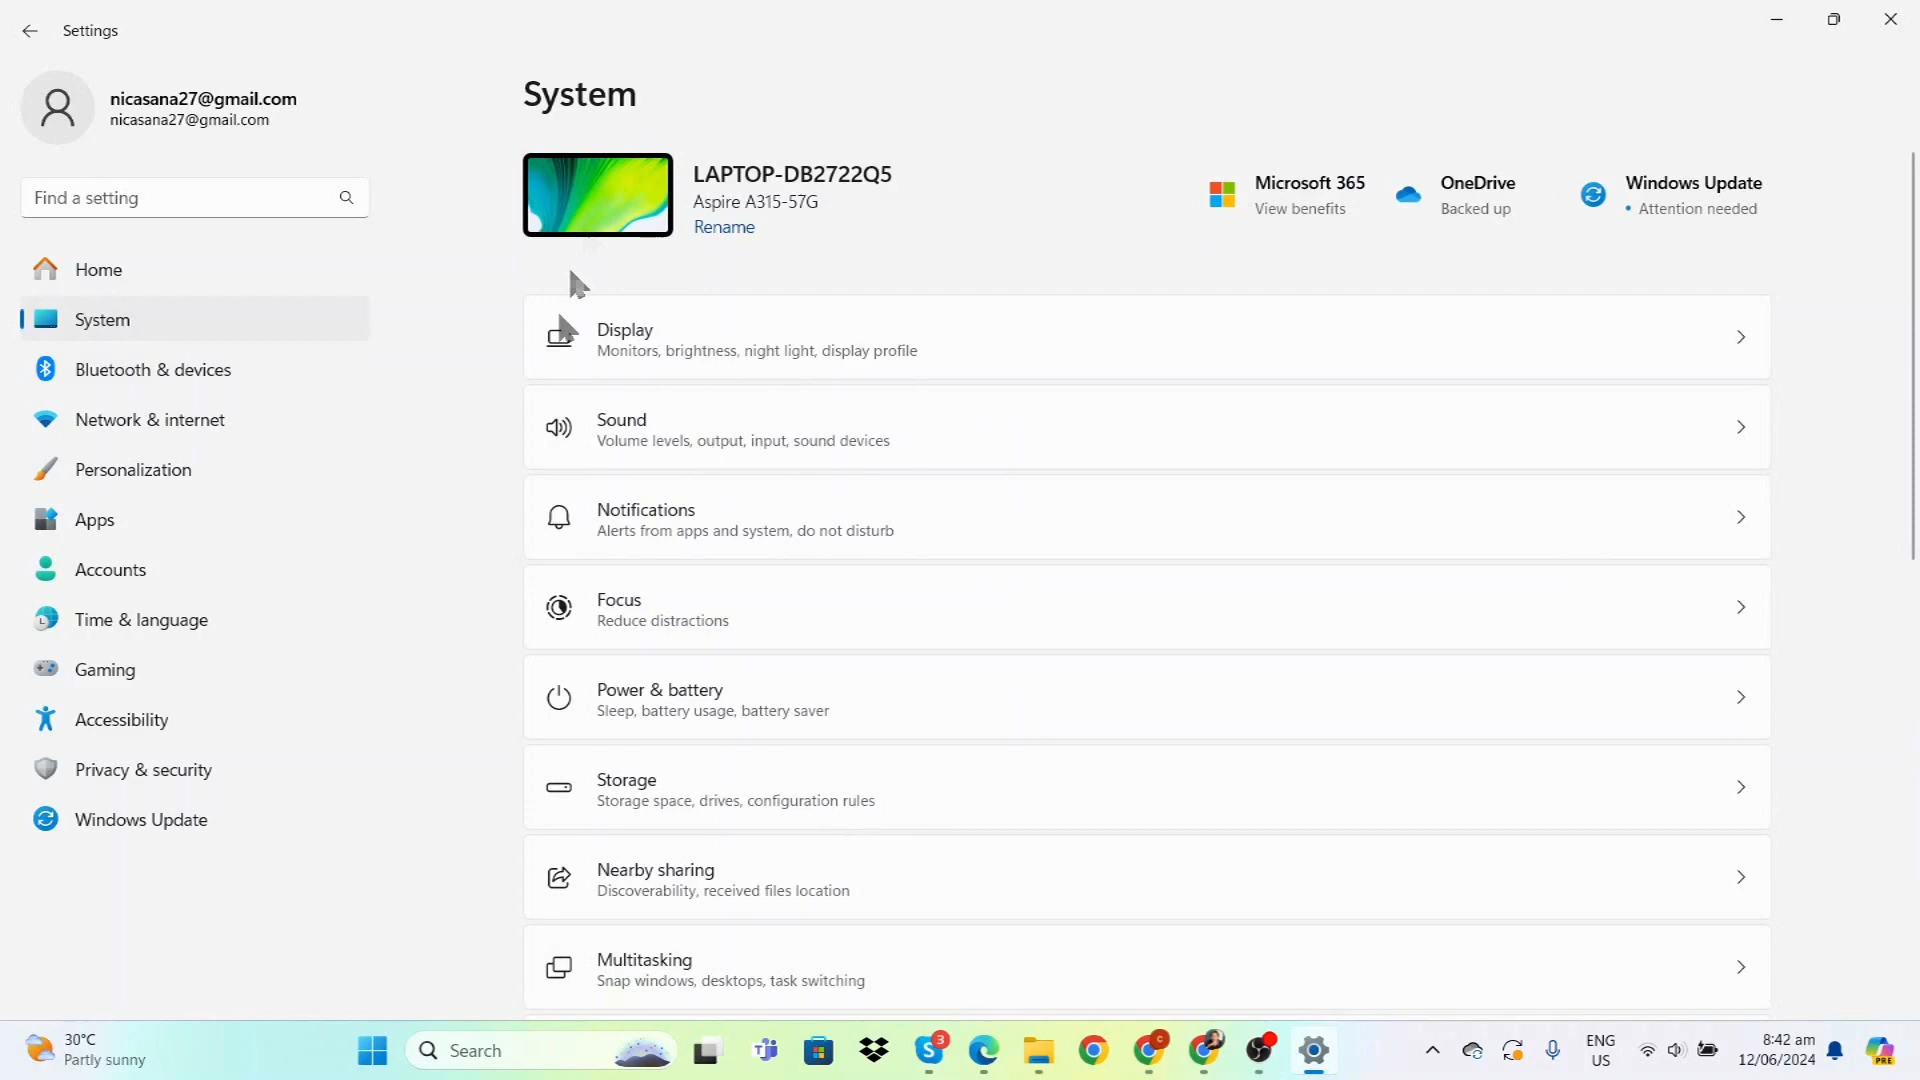 Settings
nicasana27@gmail.com
nicasana27@gmail.com
Find a setting
Home
System
Bluetooth & devices
Network & internet
Personalization
Apps
Accounts
Time & language
Gaming
Accessibility
Privacy & security
Windows Update
System
LAPTOP-DB2722Q5
Aspire A315-57G
Rename
Microsoft 365
View benefits
OneDrive
Backed up
Windows Update
• Attention needed
Display
Monitors, brightness, night light, display profile
Sound
Volume levels, output, input, sound devices
Notifications
Alerts from apps and system, do not disturb
Focus
Reduce distractions
Power & battery
Sleep, battery usage, battery saver
Storage
Storage space, drives, configuration rules
Nearby sharing
Discoverability, received files location
Multitasking
Snap windows, desktops, task switching
30°C
Partly sunny
Search
3
C
ENG
US
8:42 am
12/06/2024
PRE